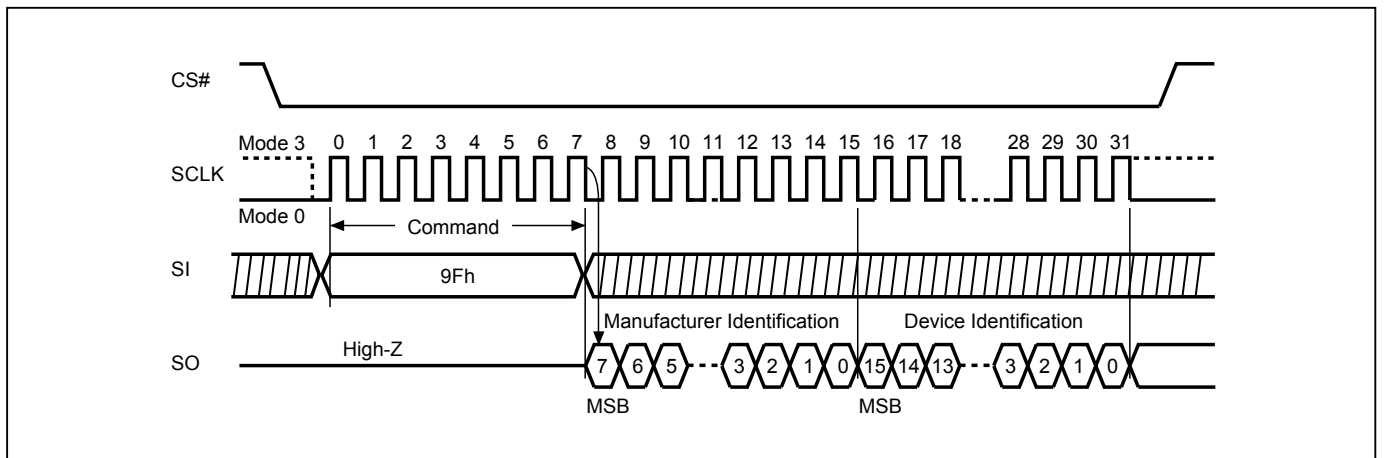 CS#
Mode 3 0 1 2 3 4 5 6 7 8 9 10 11 12 13 14 15 16 17 18 28 29 30 31
SCLK
Mode 0
Command
SI 9Fh
Manufacturer Identification Device Identification
High-Z
SO 7 6 5 3 2 1 0 15 14 13 3 2 1 0
MSB MSB